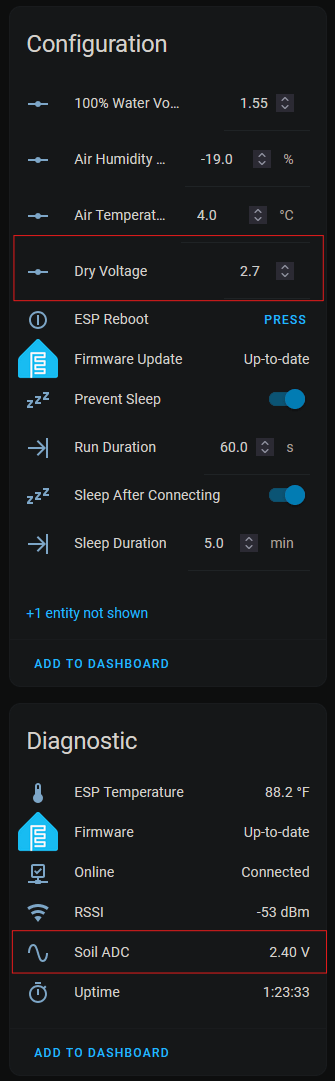 Configuration
100% Water Vo... 1.55
Air Humidity ... -19.0 %
Air Temperat... 4.0 °C
Dry Voltage 2.7
ESP Reboot PRESS
Firmware Update Up-to-date
zzz Prevent Sleep
Run Duration 60.0 s
zzz Sleep After Connecting
Sleep Duration 5.0 min
+1 entity not shown
ADD TO DASHBOARD
Diagnostic
ESP Temperature 88.2 °F
Firmware Up-to-date
Online Connected
RSSI -53 dBm
Soil ADC 2.40 V
Uptime 1:23:33
ADD TO DASHBOARD